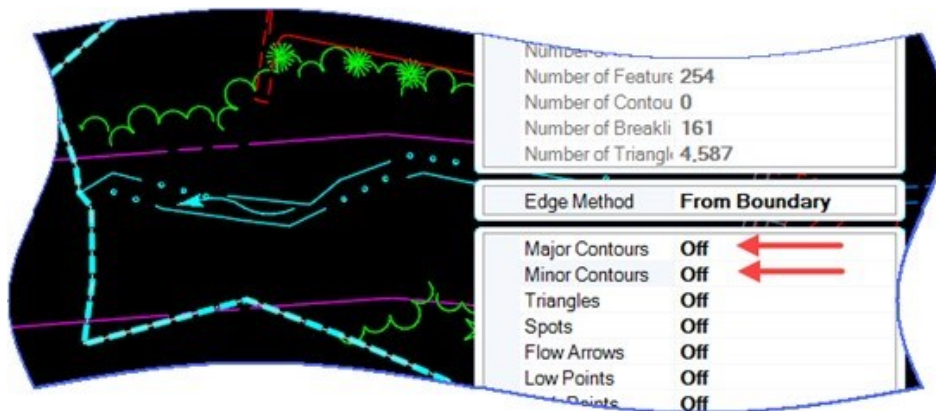 Number of Feature 254
Number of Contou 0
Number of Breakli 161
Number of Triangl 4,587
Edge Method From Boundary
Major Contours Off
Minor Contours Off
Triangles Off
Spots Off
Flow Arrows Off
Low Points Off
Points Off